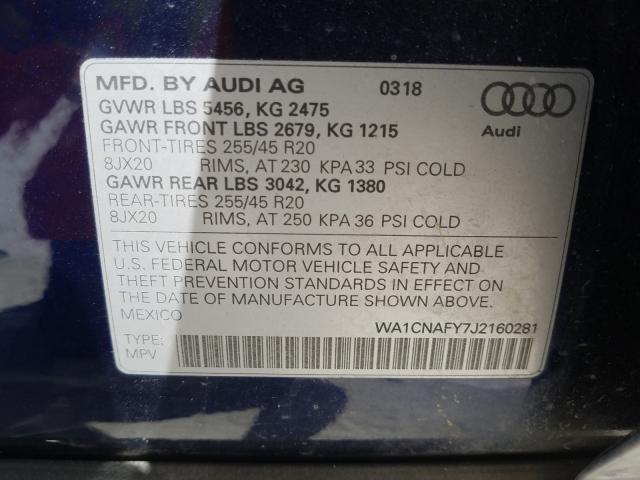 MFD. BY AUDI AG 0318
GVWR LBS 5456, KG 2475
GAWR FRONT LBS 2679, KG 1215
FRONT-TIRES 255/45 R20
8JX20 RIMS, AT 230 KPA 33 PSI COLD
GAWR REAR LBS 3042, KG 1380
REAR-TIRES 255/45 R20
8JX20 RIMS, AT 250 KPA 36 PSI COLD
Audi
THIS VEHICLE CONFORMS TO ALL APPLICABLE
U.S. FEDERAL MOTOR VEHICLE SAFETY AND
THEFT PREVENTION STANDARDS IN EFFECT ON
THE DATE OF MANUFACTURE SHOWN ABOVE.
MEXICO
WA1CNAFY7J2160281
TYPE:
MPV